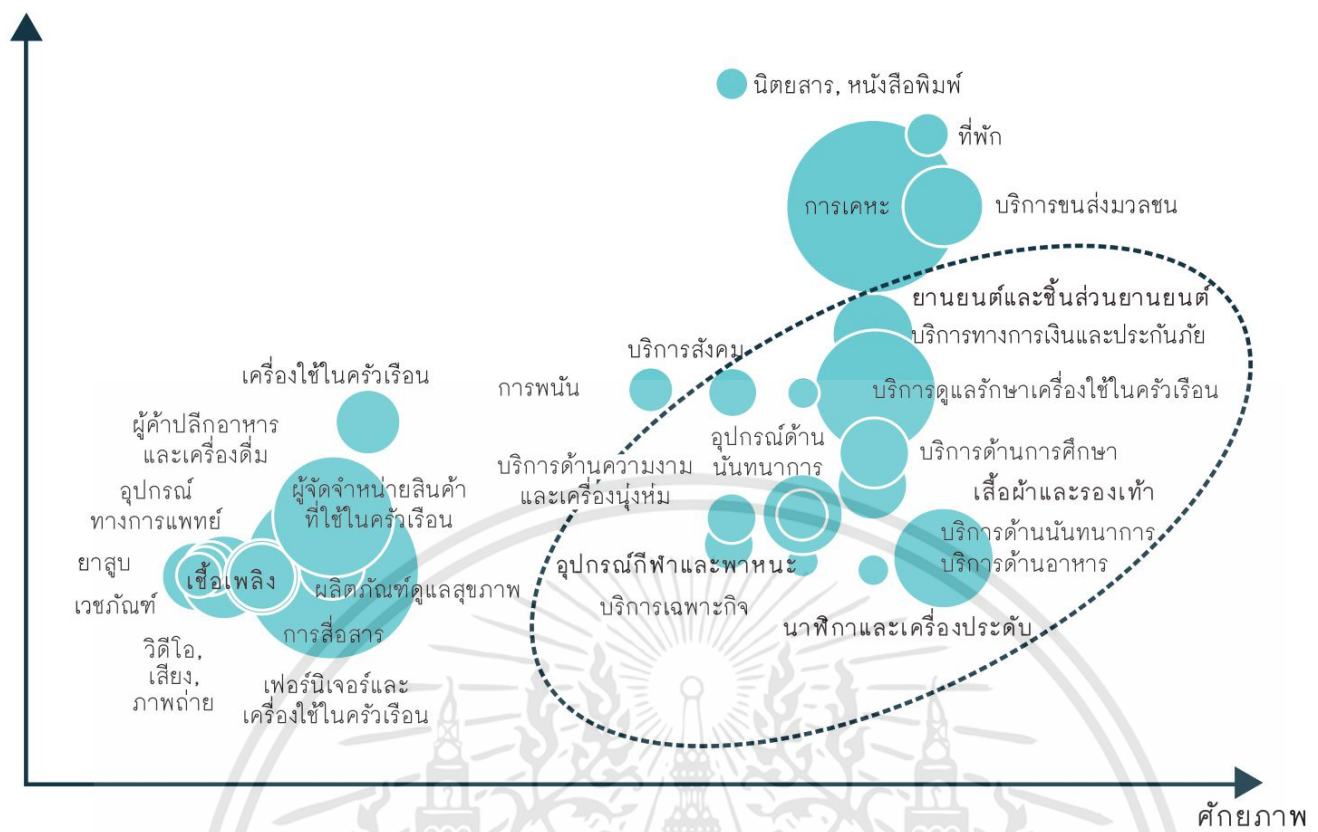 นิตยสาร, หนังสือพิมพ์
ที่พัก
การเคหะ
บริการขนส่งมวลชน
ยานยนต์และชิ้นส่วนยานยนต์
บริการทางการเงินและประกันภัย
บริการสังคม
เครื่องใช้ในครัวเรือน
การพนัน
บริการดูแลรักษาเครื่องใช้ในครัวเรือน
ผู้ค้าปลีกอาหาร
และเครื่องดื่ม
อุปกรณ์ด้าน
นันทนาการ
บริการด้านการศึกษา
บริการด้านความงาม
และเครื่องนุ่งห่ม
อุปกรณ์
ทางการแพทย์
ผู้จัดจำหน่ายสินค้า
ที่ใช้ในครัวเรือน
เสื้อผ้าและรองเท้า
บริการด้านนันทนาการ
บริการด้านอาหาร
ยาสูบ
เชื้อเพลิง
อุปกรณ์กีฬาและพาหนะ
ผลิตภัณฑ์ดูแลสุขภาพ
เวชภัณฑ์
บริการเฉพาะกิจ
การสื่อสาร
นาฬิกาและเครื่องประดับ
วิดีโอ,
เสียง,
ภาพถ่าย
เฟอร์นิเจอร์และ
เครื่องใช้ในครัวเรือน
ศักยภาพ